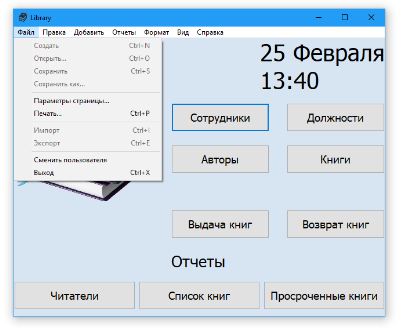 Library
Файл Правка Добавить Отчеты Формат Вид Справка
Создать Ctrl+N
Открыть... Ctrl+O
Сохранить Ctrl+S
Сохранить как...
Параметры страницы...
Печать... Ctrl+P
Импорт Ctrl+I
Экспорт Ctrl+E
Сменить пользователя
Выход Ctrl+X
25 Февраля
13:40
Сотрудники Должности
Авторы Книги
Выдача книг Возврат книг
Отчеты
Читатели Список книг Просроченные книги